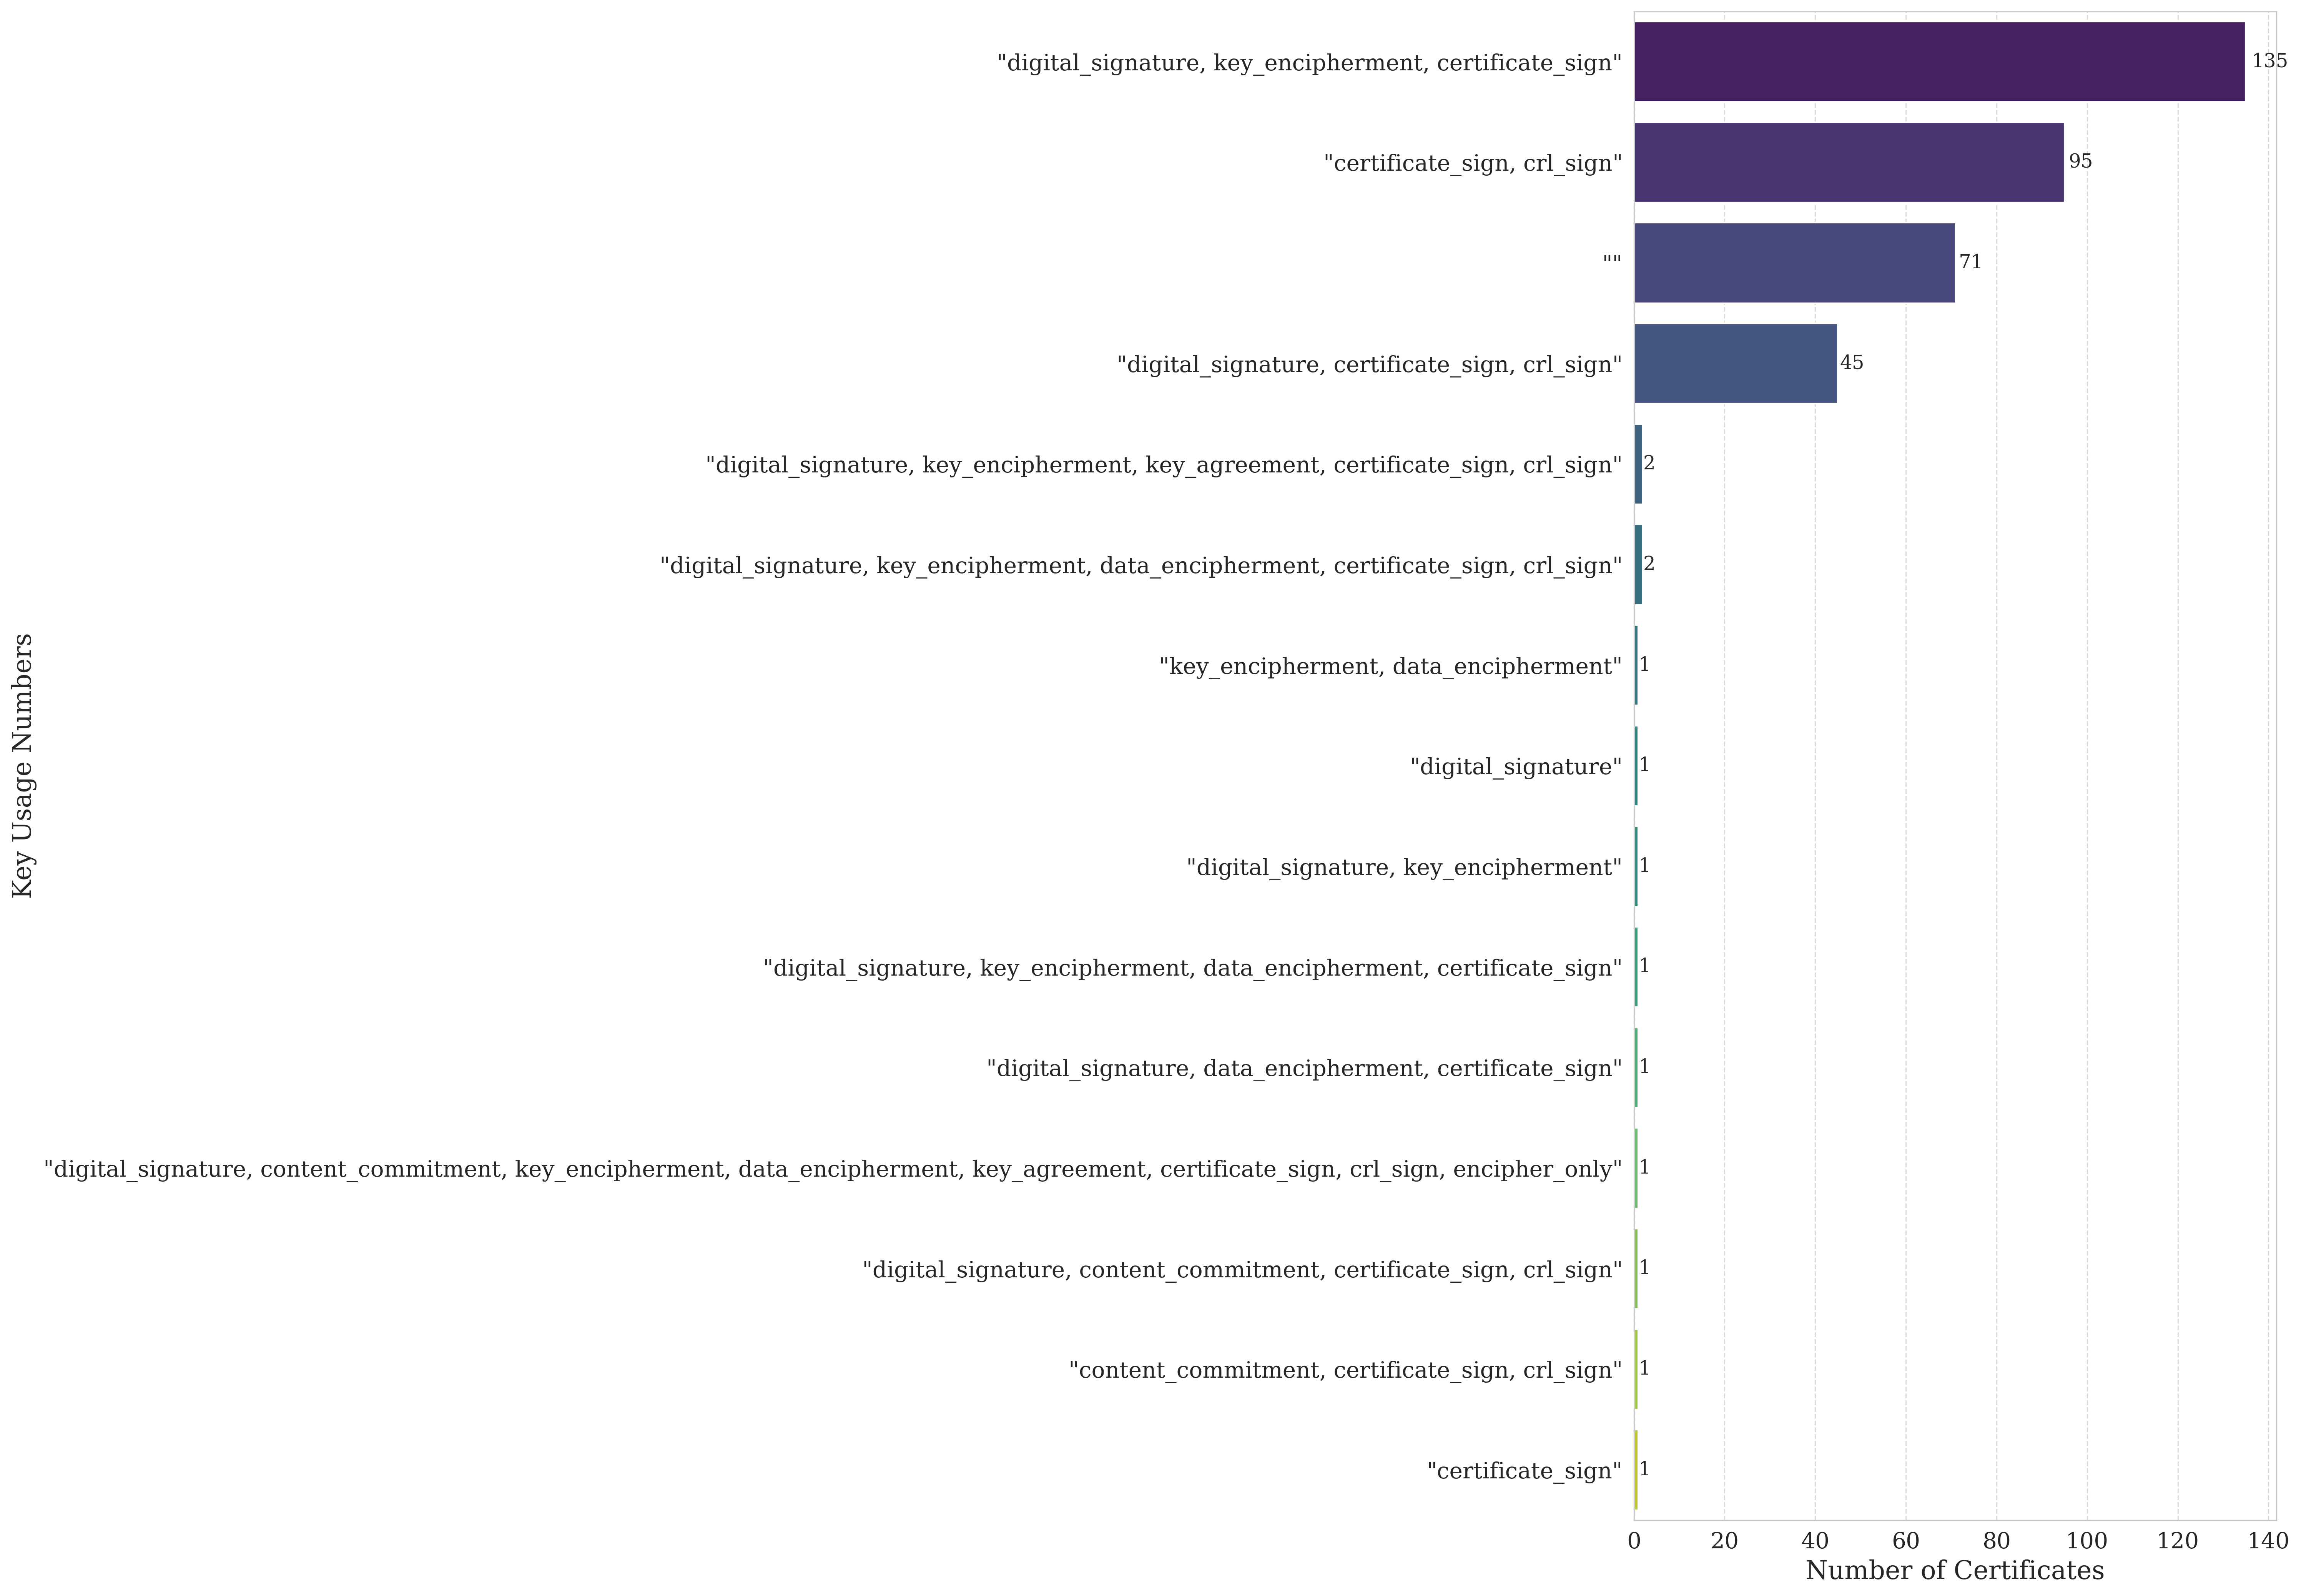 "digital_signature, key_encipherment, certificate_sign" 135
"certificate_sign, crl_sign" 95
"" 71
"digital_signature, certificate_sign, crl_sign" 45
"digital_signature, key_encipherment, key_agreement, certificate_sign, crl_sign" 2
"digital_signature, key_encipherment, data_encipherment, certificate_sign, crl_sign" 2
"key_encipherment, data_encipherment" 1
"digital_signature" 1
"digital_signature, key_encipherment" 1
"digital_signature, key_encipherment, data_encipherment, certificate_sign" 1
"digital_signature, data_encipherment, certificate_sign" 1
"digital_signature, content_commitment, key_encipherment, data_encipherment, key_agreement, certificate_sign, crl_sign, encipher_only" 1
"digital_signature, content_commitment, certificate_sign, crl_sign" 1
"content_commitment, certificate_sign, crl_sign" 1
"certificate_sign" 1
Key Usage Numbers
0 20 40 60 80 100 120 140
Number of Certificates